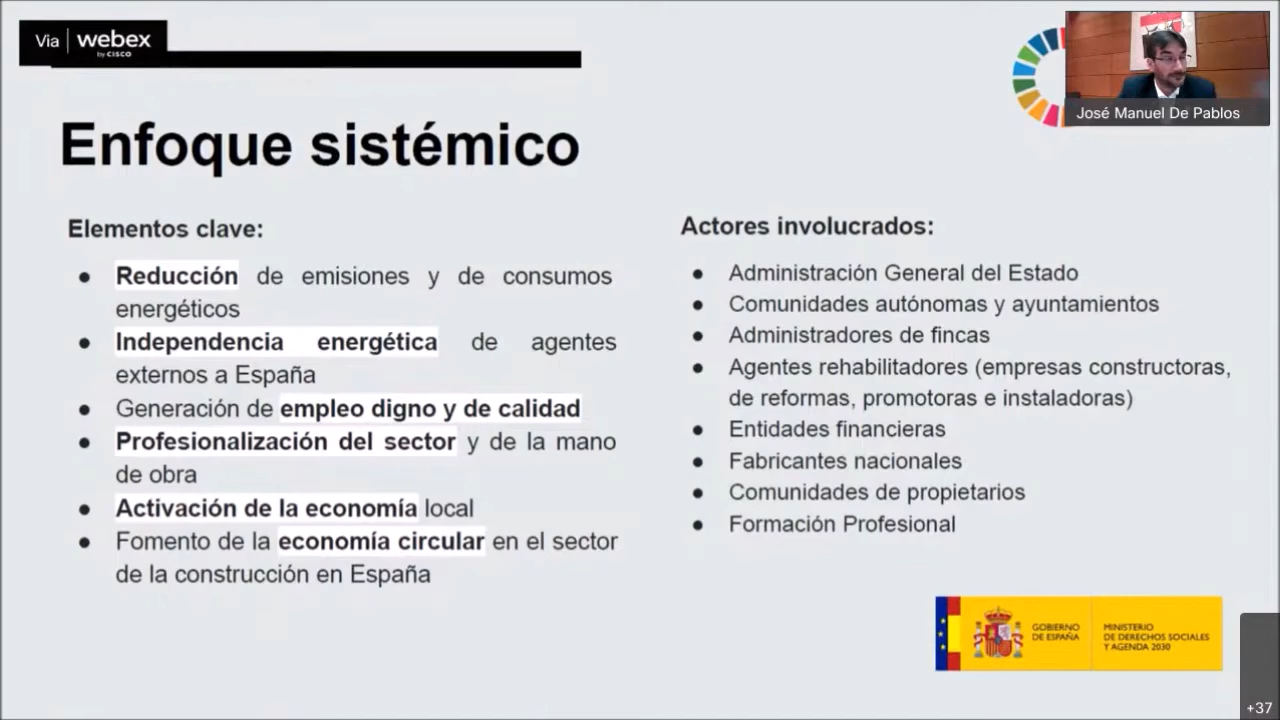 Via webex
by CISCO
José Manuel De Pablos
Enfoque sistémico
Elementos clave:
● Reducción de emisiones y de consumos
energéticos
● Independencia energética de agentes
externos a España
● Generación de empleo digno y de calidad
● Profesionalización del sector y de la mano
de obra
● Activación de la economía local
● Fomento de la economía circular en el sector
de la construcción en España
Actores involucrados:
● Administración General del Estado
● Comunidades autónomas y ayuntamientos
● Administradores de fincas
● Agentes rehabilitadores (empresas constructoras,
de reformas, promotoras e instaladoras)
● Entidades financieras
● Fabricantes nacionales
● Comunidades de propietarios
● Formación Profesional
GOBIERNO
DE ESPAÑA
MINISTERIO
DE DERECHOS SOCIALES
Y AGENDA 2030
+37